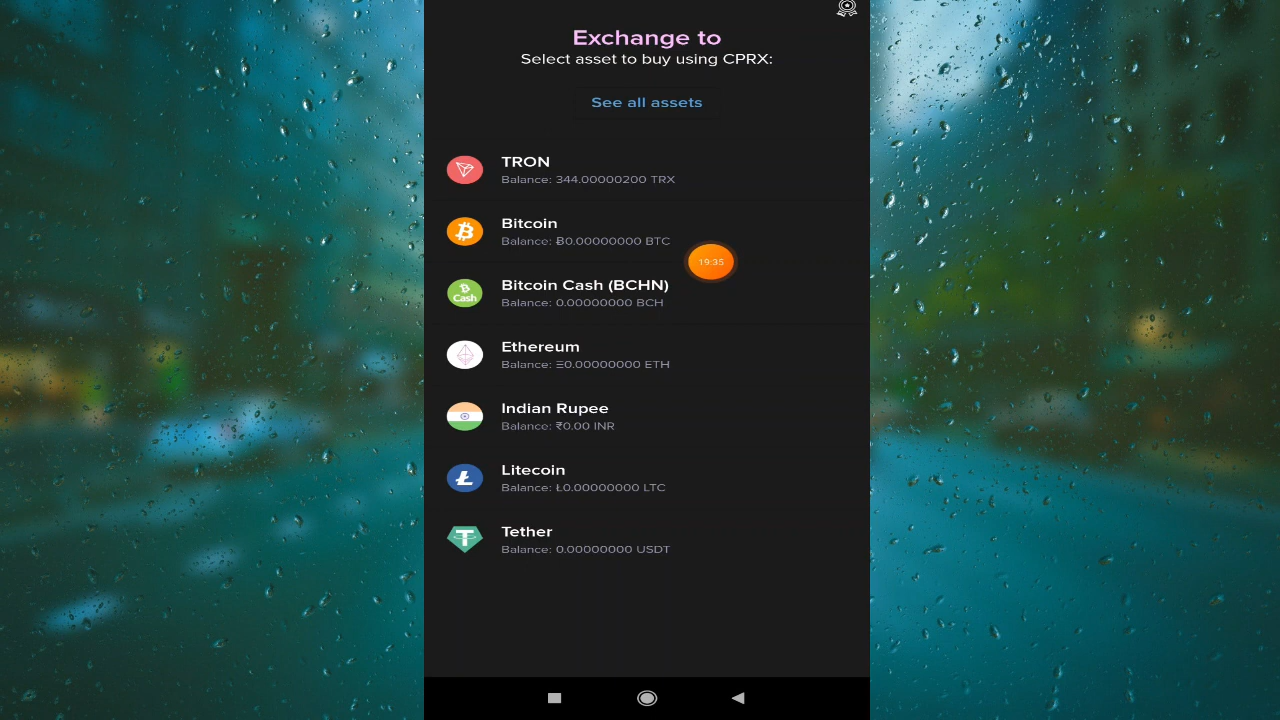 Exchange to
Select asset to buy using CPRX:
See all assets
TRON
Balance: 344.00000200 TRX
Bitcoin
Balance: Ƀ0.00000000 BTC
19:35
Bitcoin Cash (BCHN)
Balance: 0.00000000 BCH
Cash
Ethereum
Balance: Ξ0.00000000 ETH
Indian Rupee
Balance: ₹0.00 INR
Litecoin
Balance: Ł0.00000000 LTC
Tether
Balance: 0.00000000 USDT